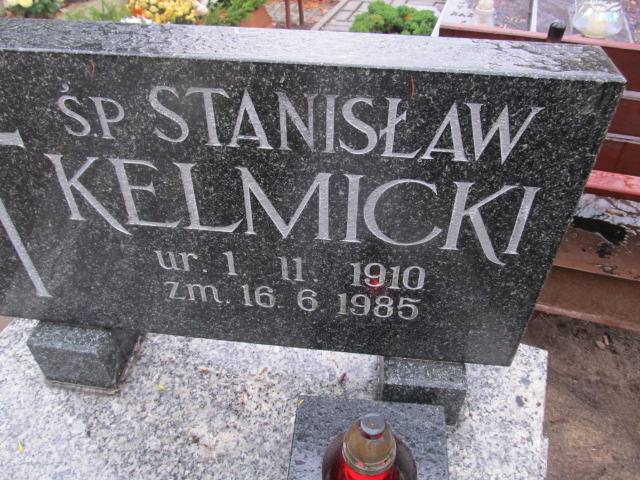 ŚP STANISŁAW
KELMICKI
ur. 1 11. 1910
zm. 16. 6. 1985